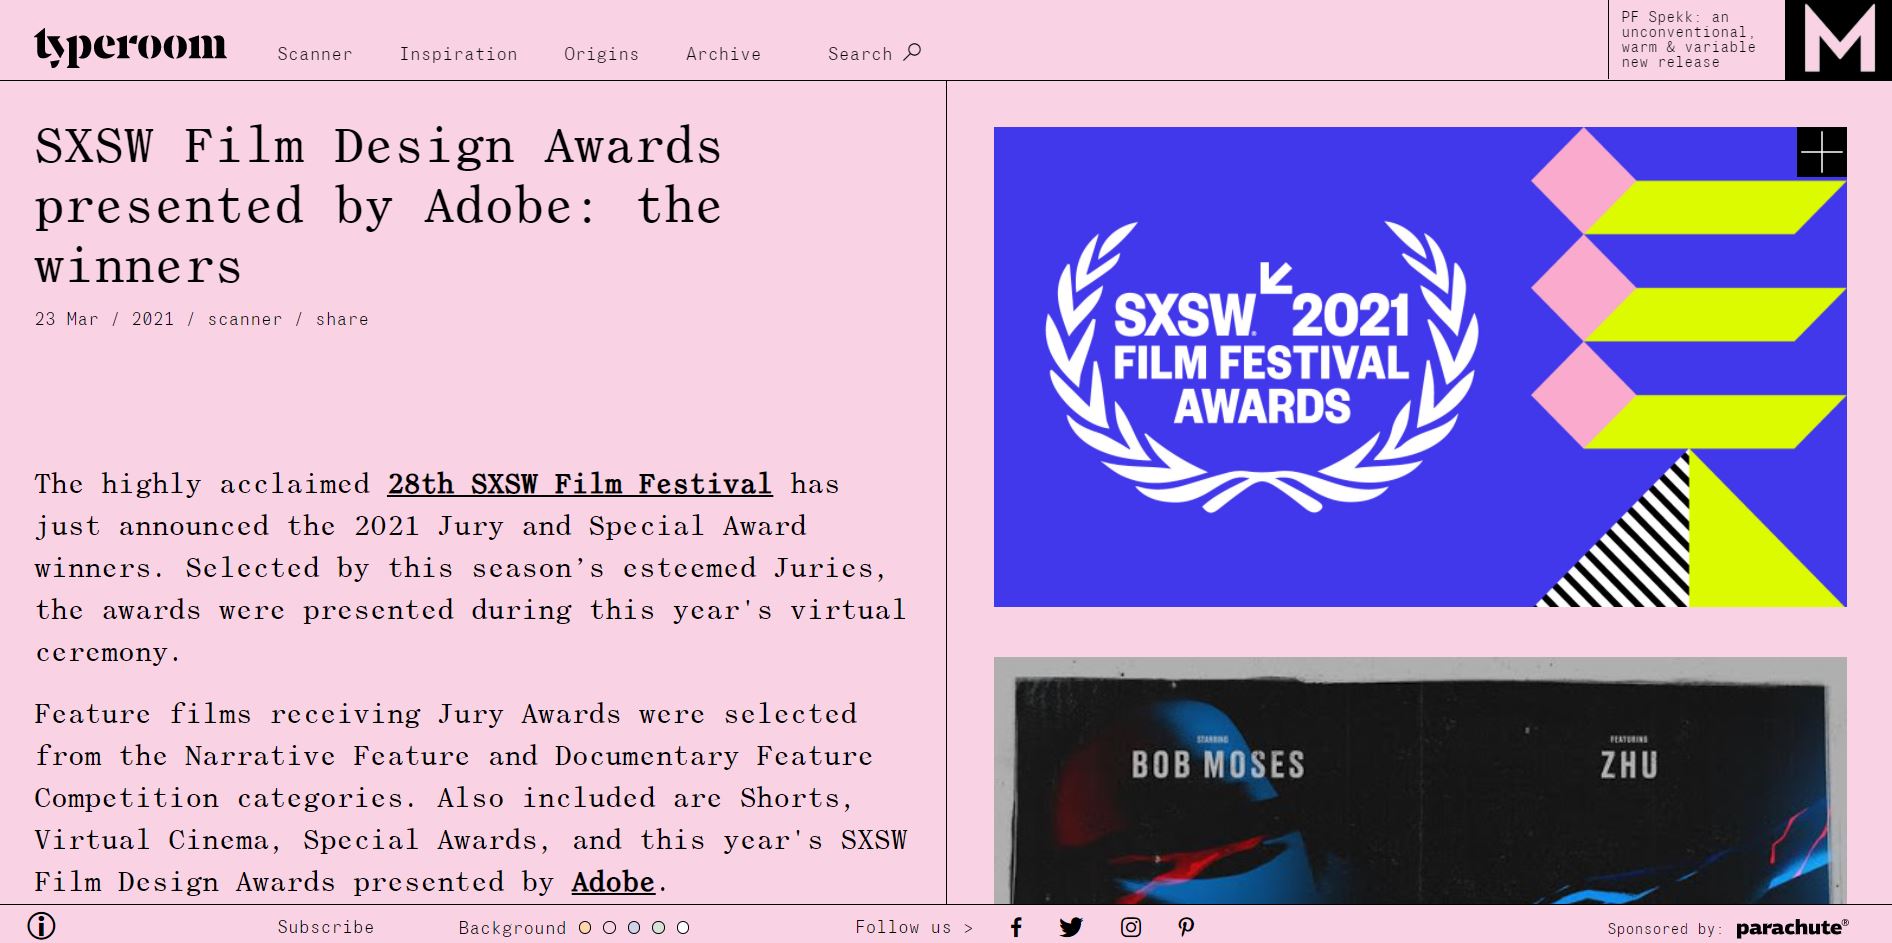 typeroom
Scanner
Inspiration
Origins
Archive
Search
PF Spekk: an
unconventional,
warm & variable
new release
M
SXSW Film Design Awards
presented by Adobe: the
winners
23 Mar / 2021 / scanner / share
The highly acclaimed 28th SXSW Film Festival has
just announced the 2021 Jury and Special Award
winners. Selected by this season’s esteemed Juries,
the awards were presented during this year's virtual
ceremony.
Feature films receiving Jury Awards were selected
from the Narrative Feature and Documentary Feature
Competition categories. Also included are Shorts,
Virtual Cinema, Special Awards, and this year's SXSW
Film Design Awards presented by Adobe.
SXSW® 2021
FILM FESTIVAL
AWARDS
STARRING
BOB MOSES
FEATURING
ZHU
Subscribe
Background
Follow us >
Sponsored by: parachute®